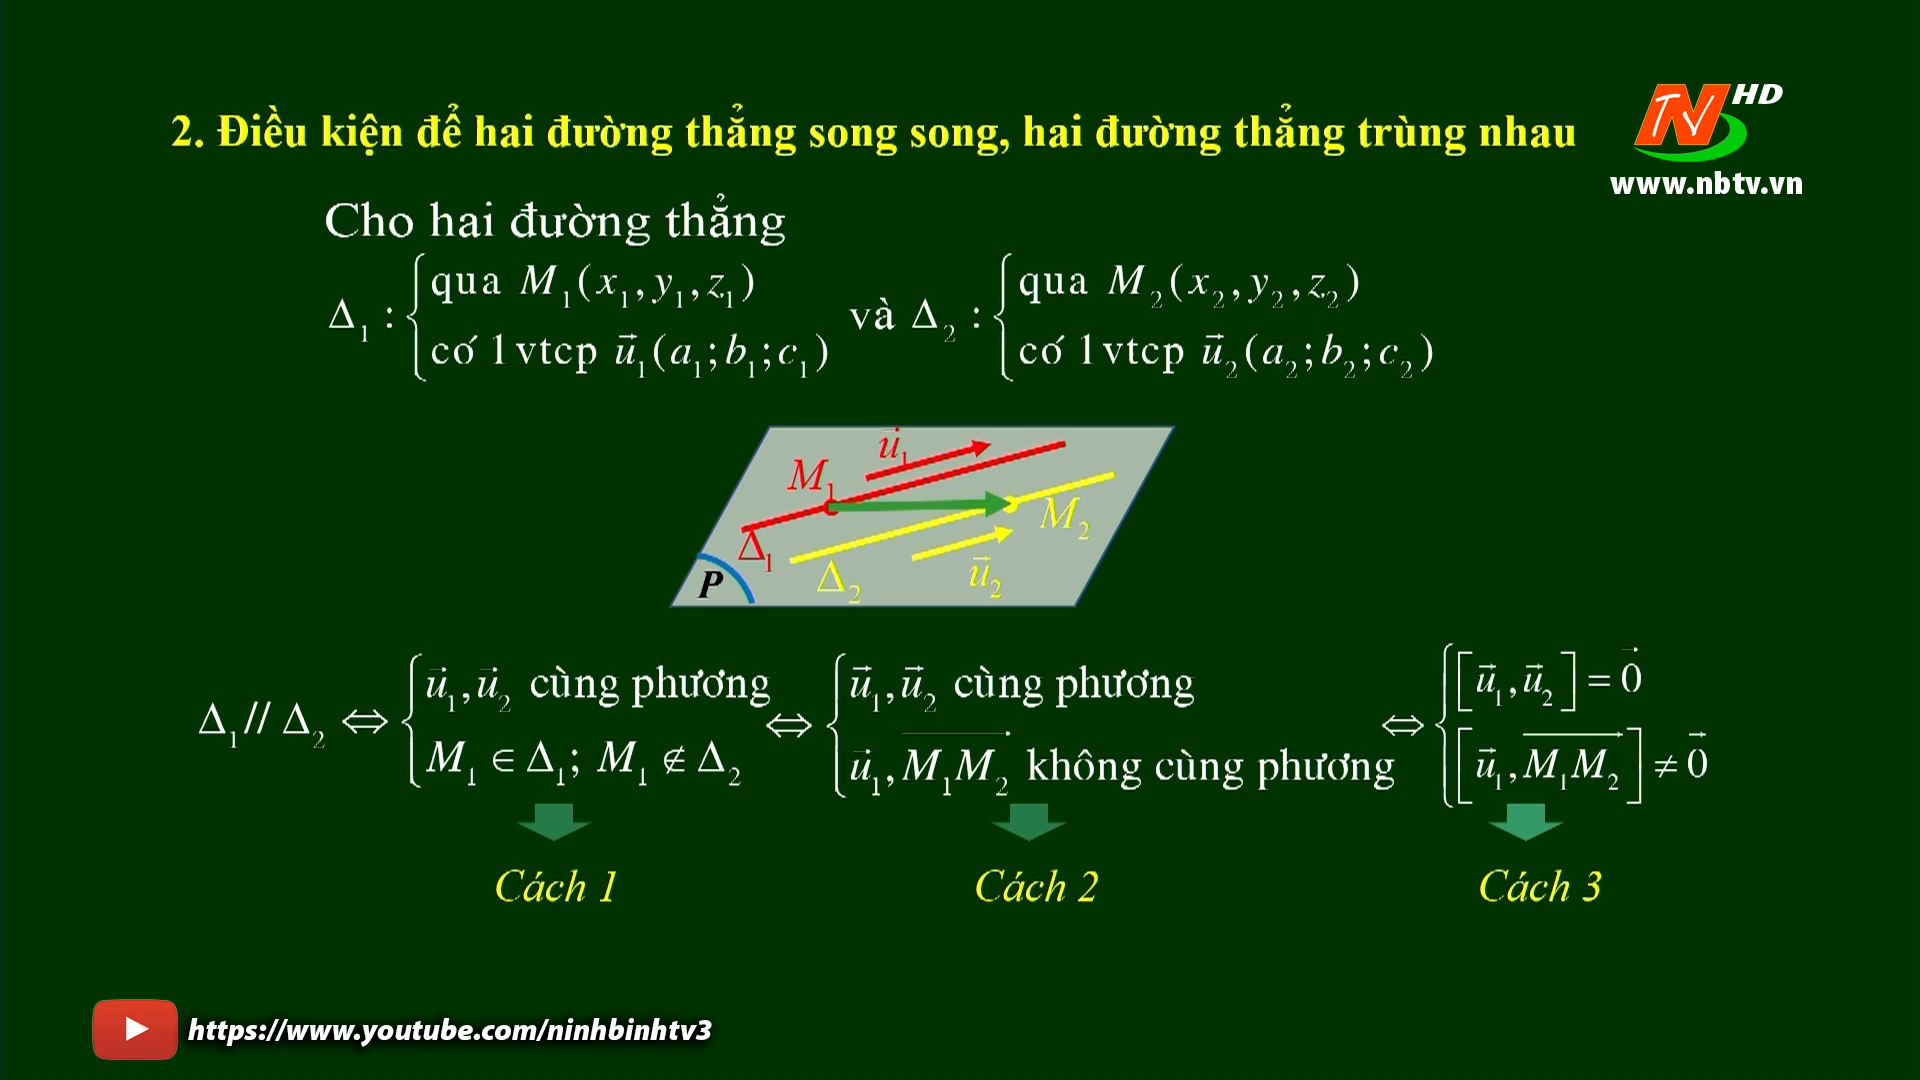 TV HD
www.nbtv.vn
2. Điều kiện để hai đường thẳng song song, hai đường thẳng trùng nhau
Cho hai đường thẳng
Δ₁ : { qua M₁(x₁, y₁, z₁) ; có 1 vtcp u⃗₁(a₁; b₁; c₁) và Δ₂ : { qua M₂(x₂, y₂, z₂) ; có 1 vtcp u⃗₂(a₂; b₂; c₂)
u⃗₁
M₁
M₂
Δ₁
P
Δ₂
u⃗₂
Δ₁ // Δ₂ ⇔ { u⃗₁, u⃗₂ cùng phương ; M₁ ∈ Δ₁; M₁ ∉ Δ₂ ⇔ { u⃗₁, u⃗₂ cùng phương ; u⃗₁, M₁M₂⃗ không cùng phương ⇔ { [u⃗₁, u⃗₂] = 0⃗ ; [u⃗₁, M₁M₂⃗] ≠ 0⃗
Cách 1 Cách 2 Cách 3
https://www.youtube.com/ninhbinhtv3